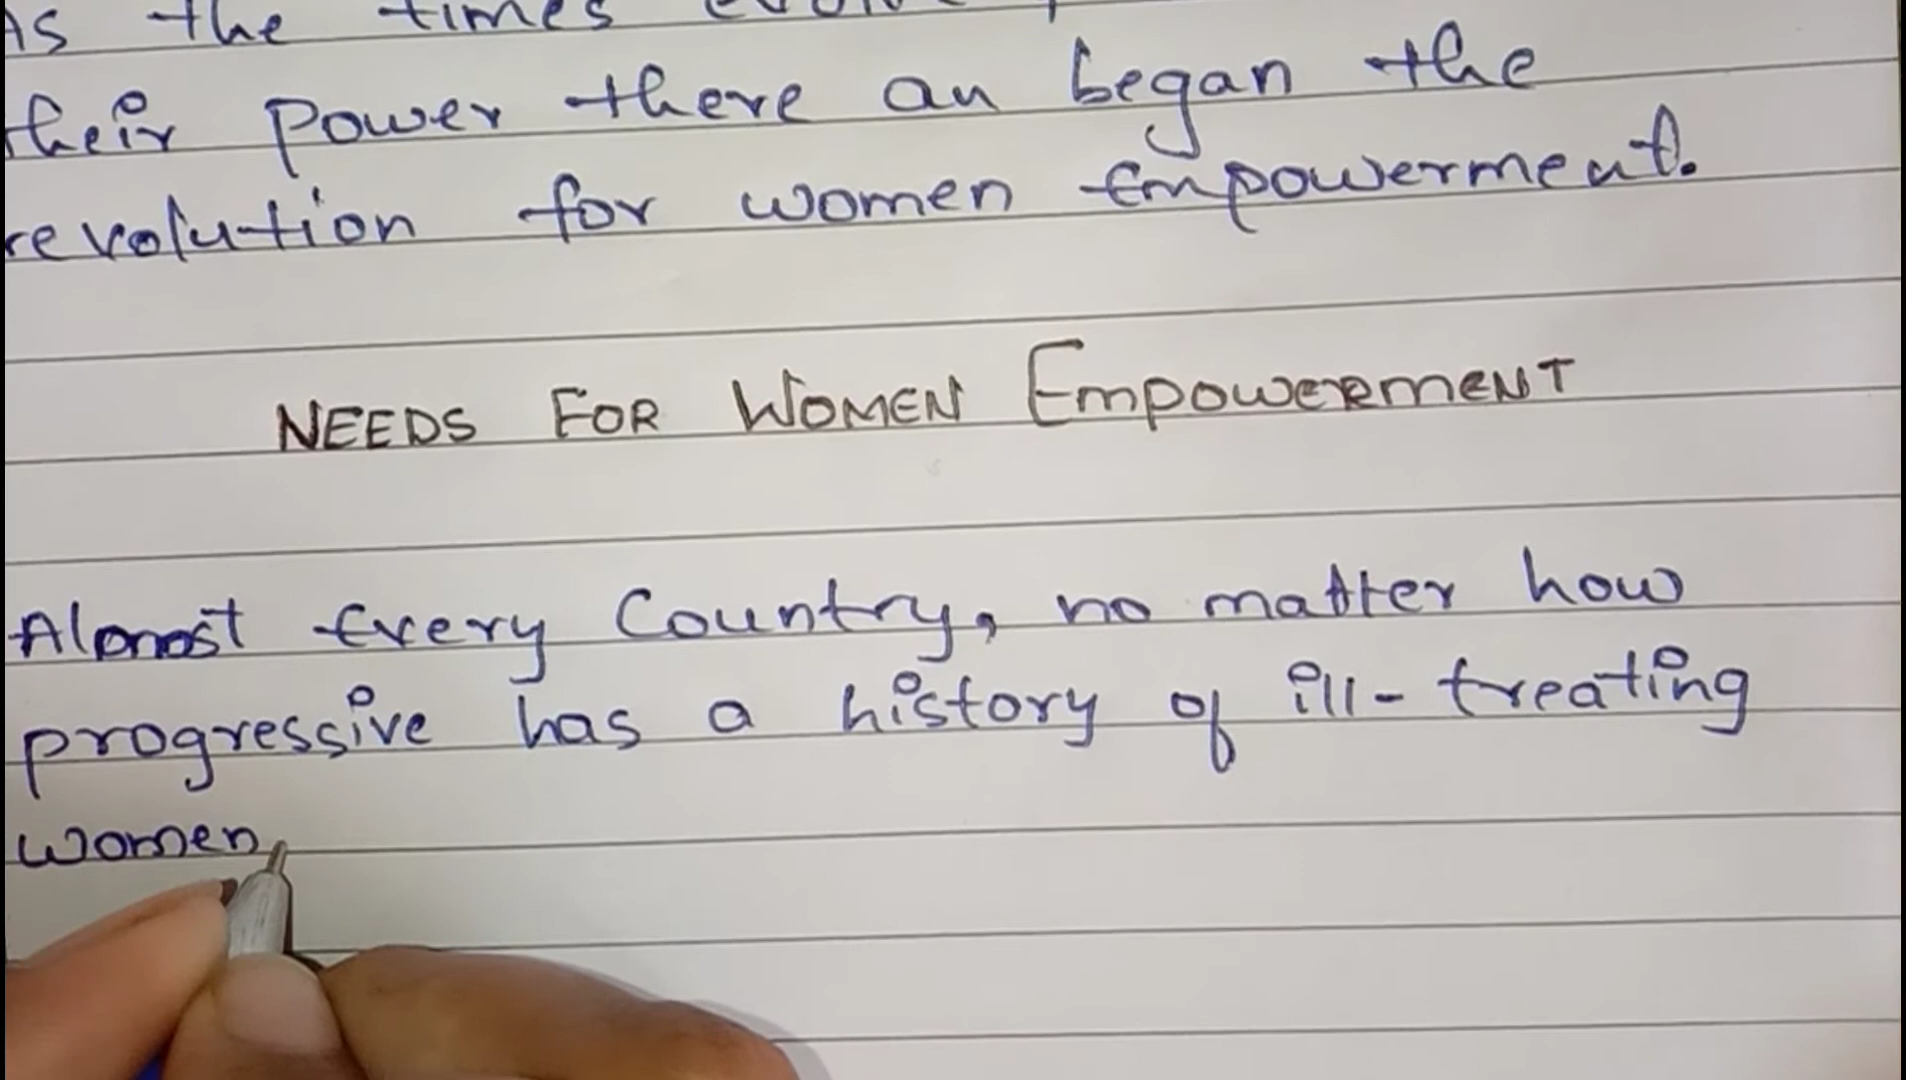 As the times
their power there an began the
revolution for women Empowerment.
NEEDS FOR WOMEN EmpowermENT
Almost Every Country, no matter how
progressive has a history of ill-treating
women